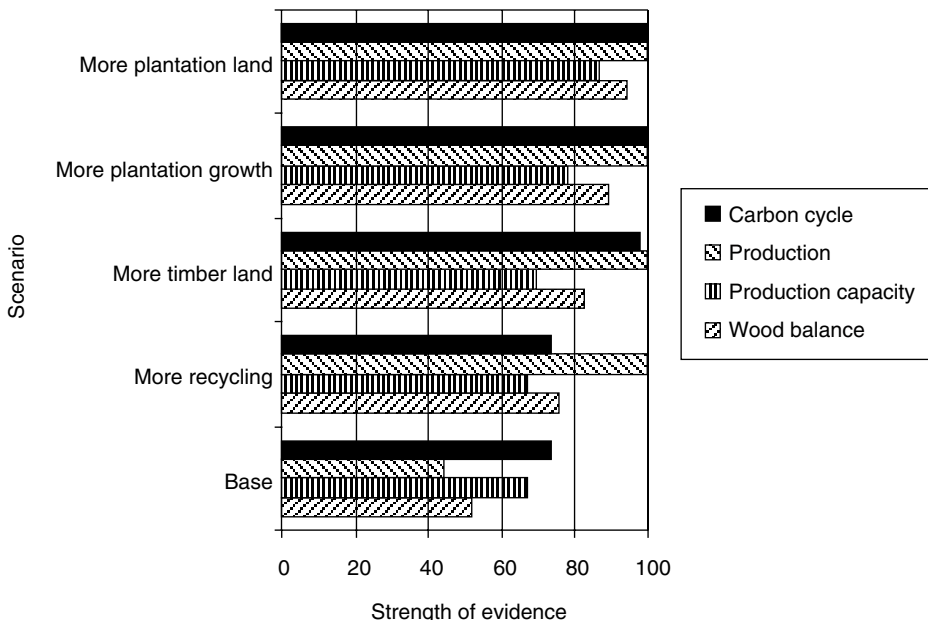 More plantation land
More plantation growth
More timber land
More recycling
Base
Scenario
0 20 40 60 80 100
Strength of evidence
Carbon cycle
Production
Production capacity
Wood balance